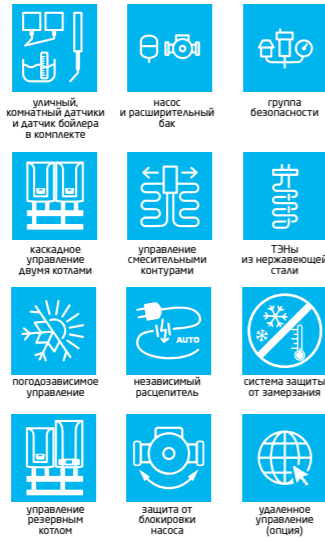 уличный,
комнатный датчики
и датчик бойлера
в комплекте
насос
и расширительный
бак
группа
безопасности
каскадное
управление
двумя котлами
управление
смесительными
контурами
ТЭНы
из нержавеющей
стали
AUTO
погодозависимое
управление
независимый
расцепитель
система защиты
от замерзания
управление
резервным
котлом
защита от
блокировки
насоса
удаленное
управление
(опция)